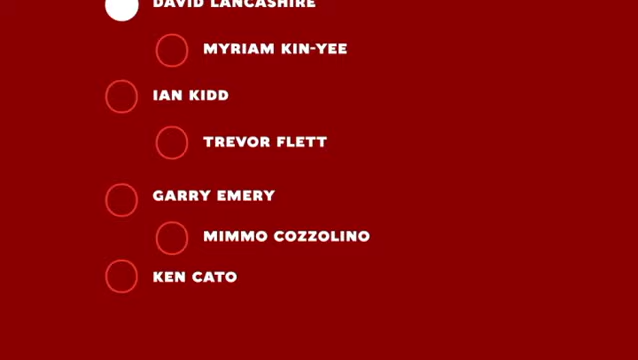 DAVID LANCASHIRE
MYRIAM KIN-YEE
IAN KIDD
TREVOR FLETT
GARRY EMERY
MIMMO COZZOLINO
KEN CATO